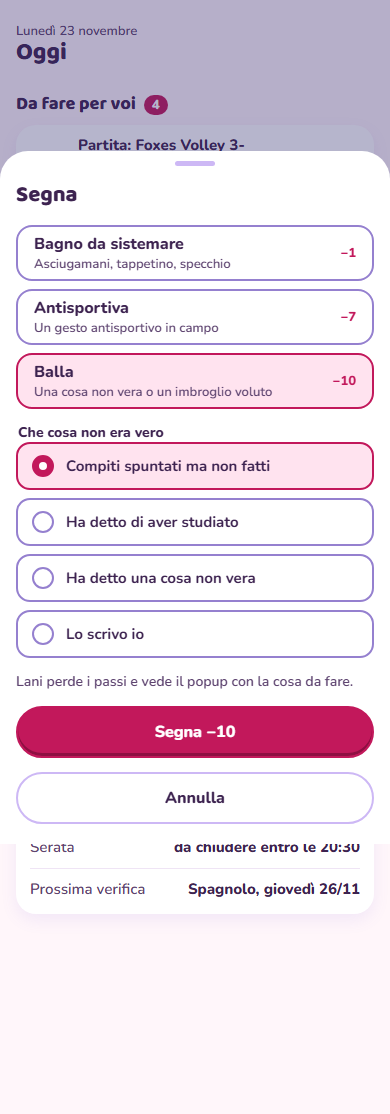 Lunedì 23 novembre
Oggi
Da fare per voi 4
Partita: Foxes Volley 3-
Segna
Bagno da sistemare
Asciugamani, tappetino, specchio
−1
Antisportiva
Un gesto antisportivo in campo
−7
Balla
Una cosa non vera o un imbroglio voluto
−10
Che cosa non era vero
Compiti spuntati ma non fatti
Ha detto di aver studiato
Ha detto una cosa non vera
Lo scrivo io
Lani perde i passi e vede il popup con la cosa da fare.
Segna −10
Annulla
Serata da chiudere entro le 20:30
Prossima verifica Spagnolo, giovedì 26/11